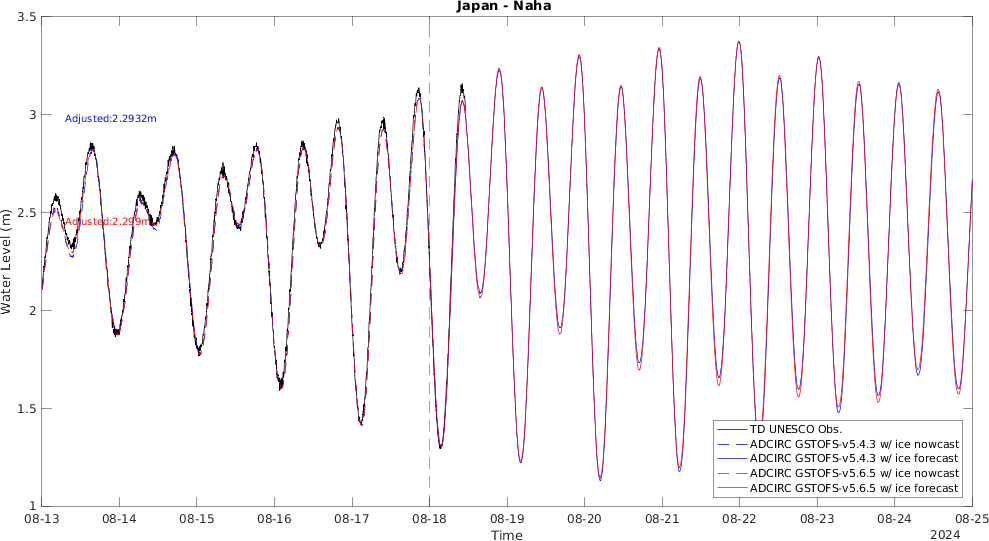 Japan - Naha
3.5
3
2.5
2
1.5
1
Water Level (m)
Adjusted:2.2932m
Adjusted:2.299m
TD UNESCO Obs.
ADCIRC GSTOFS-v5.4.3 w/ ice nowcast
ADCIRC GSTOFS-v5.4.3 w/ ice forecast
ADCIRC GSTOFS-v5.6.5 w/ ice nowcast
ADCIRC GSTOFS-v5.6.5 w/ ice forecast
08-13 08-14 08-15 08-16 08-17 08-18 08-19 08-20 08-21 08-22 08-23 08-24 08-25
Time
2024